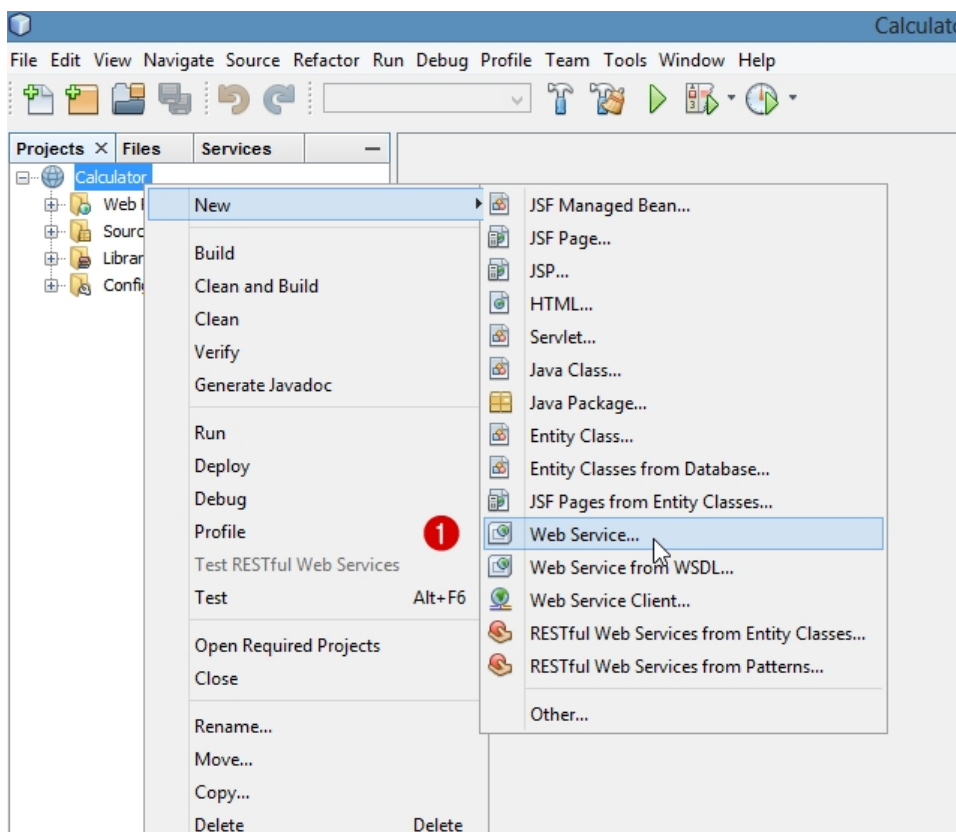 Calculato
File Edit View Navigate Source Refactor Run Debug Profile Team Tools Window Help
Projects Files Services
Calculator
Web
Sourc
Librar
Confi
New
Build
Clean and Build
Clean
Verify
Generate Javadoc
Run
Deploy
Debug
Profile
Test RESTful Web Services
Test Alt+F6
Open Required Projects
Close
Rename...
Move...
Copy...
Delete Delete
1
JSF Managed Bean...
JSF Page...
JSP...
HTML...
Servlet...
Java Class...
Java Package...
Entity Class...
Entity Classes from Database...
JSF Pages from Entity Classes...
Web Service...
Web Service from WSDL...
Web Service Client...
RESTful Web Services from Entity Classes...
RESTful Web Services from Patterns...
Other...